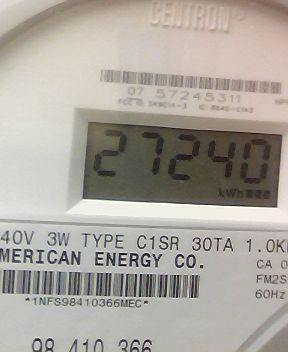 CENTRON
07 57245311
27240
kWh
40V 3W TYPE C1SR 30TA 1.0K
MERICAN ENERGY CO.
CA 0
FM2S
60Hz
*1NFS98410366MEC*
98 410 366